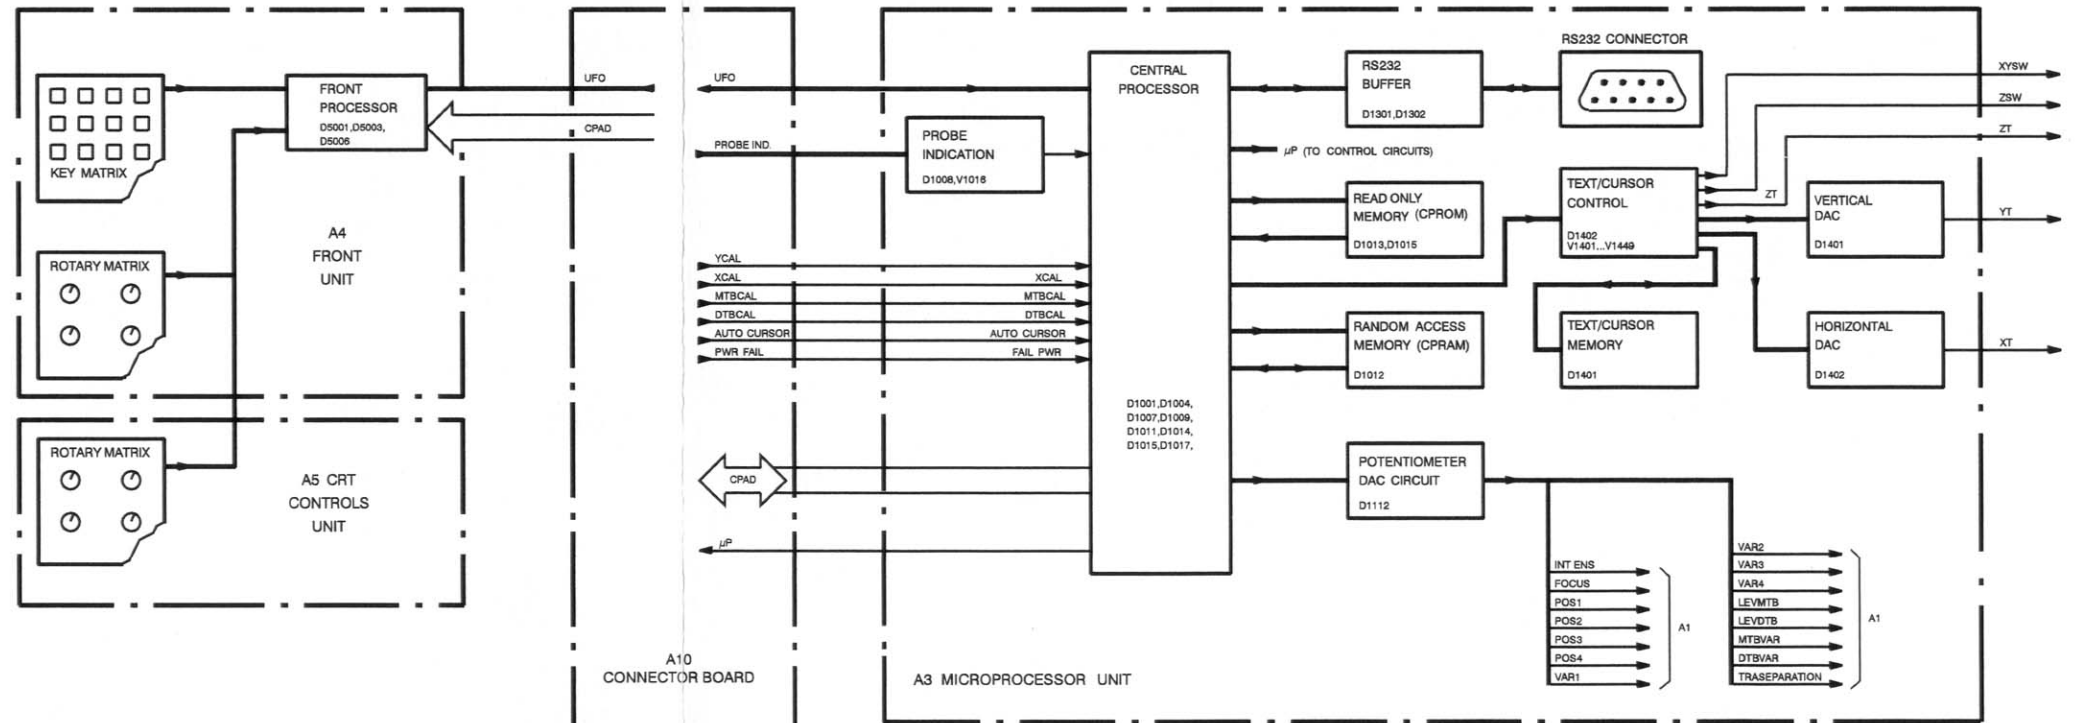 KEY MATRIX
FRONT
PROCESSOR
D5001,D5003,
D5006
A4
FRONT
UNIT
ROTARY MATRIX
ROTARY MATRIX
A5 CRT
CONTROLS
UNIT
UFO
CPAD
UFO
PROBE IND.
YCAL
XCAL
MTBCAL
DTBCAL
AUTO CURSOR
PWR FAIL
CPAD
µP
A10
CONNECTOR BOARD
PROBE
INDICATION
D1008,V1016
XCAL
MTBCAL
DTBCAL
AUTO CURSOR
FAIL PWR
A3 MICROPROCESSOR UNIT
CENTRAL
PROCESSOR
D1001,D1004,
D1007,D1009,
D1011,D1014,
D1015,D1017,
RS232
BUFFER
D1301,D1302
RS232 CONNECTOR
µP (TO CONTROL CIRCUITS)
READ ONLY
MEMORY (CPROM)
D1013,D1015
RANDOM ACCESS
MEMORY (CPRAM)
D1012
POTENTIOMETER
DAC CIRCUIT
D1112
TEXT/CURSOR
CONTROL
D1402
V1401...V1449
ZT
TEXT/CURSOR
MEMORY
D1401
VERTICAL
DAC
D1401
HORIZONTAL
DAC
D1402
XYSW
ZSW
ZT
YT
XT
INT ENS
FOCUS
POS1
POS2
POS3
POS4
VAR1
A1
VAR2
VAR3
VAR4
LEVMTB
LEVDTB
MTBVAR
DTBVAR
TRASEPARATION
A1